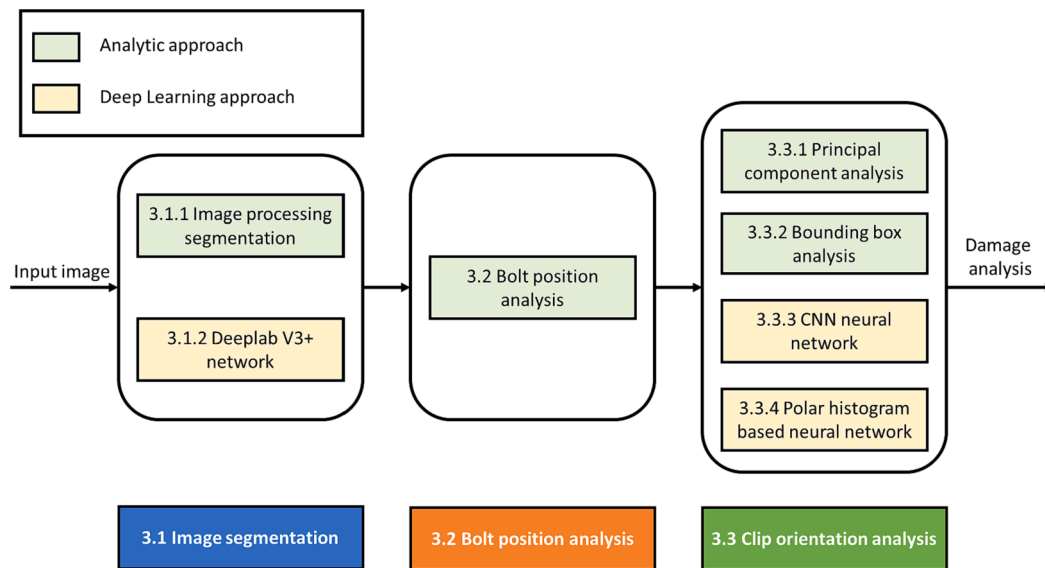 Analytic approach
Deep Learning approach
Input image
3.1.1 Image processing
segmentation
3.1.2 Deeplab V3+
network
3.2 Bolt position
analysis
3.3.1 Principal
component analysis
3.3.2 Bounding box
analysis
3.3.3 CNN neural
network
3.3.4 Polar histogram
based neural network
Damage
analysis
3.1 Image segmentation
3.2 Bolt position analysis
3.3 Clip orientation analysis